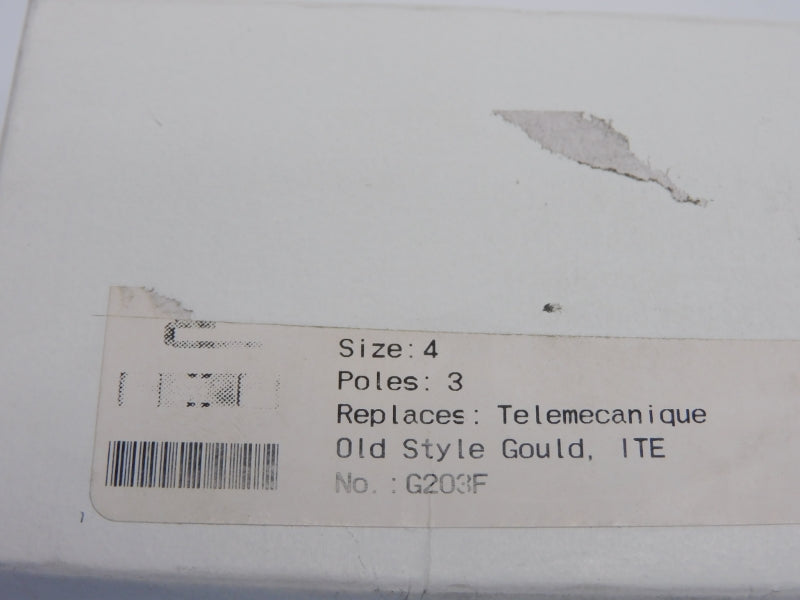 Size: 4
Poles: 3
Replaces: Telemecanique
Old Style Gould, ITE
No.: G203F